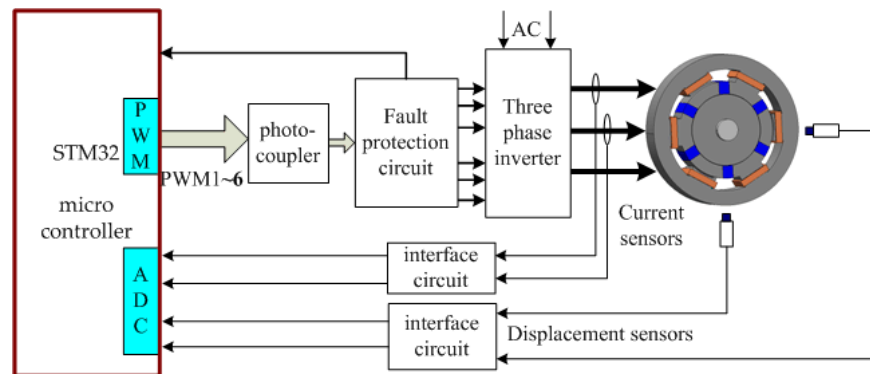 AC
P
W
M
STM32
micro
controller
photo-
coupler
PWM1~6
Fault
protection
circuit
Three
phase
inverter
Current
sensors
A
D
C
interface
circuit
interface
circuit
Displacement sensors